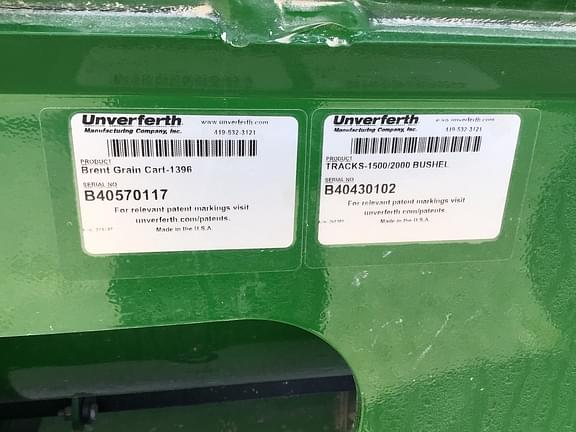 Unverferth
www.unverferth.com
Manufacturing Company, Inc.
419-532-3121
PRODUCT
Brent Grain Cart-1396
SERIAL NO
B40570117
For relevant patent markings visit
unverferth.com/patents.
Made in the U.S.A.
Unverferth
Manufacturing Company, Inc.
419-532-3121
PRODUCT
TRACKS-1500/2000 BUSHEL
SERIAL NO
B40430102
For relevant patent markings visit
unverferth.com/patents.
Made in the U.S.A.